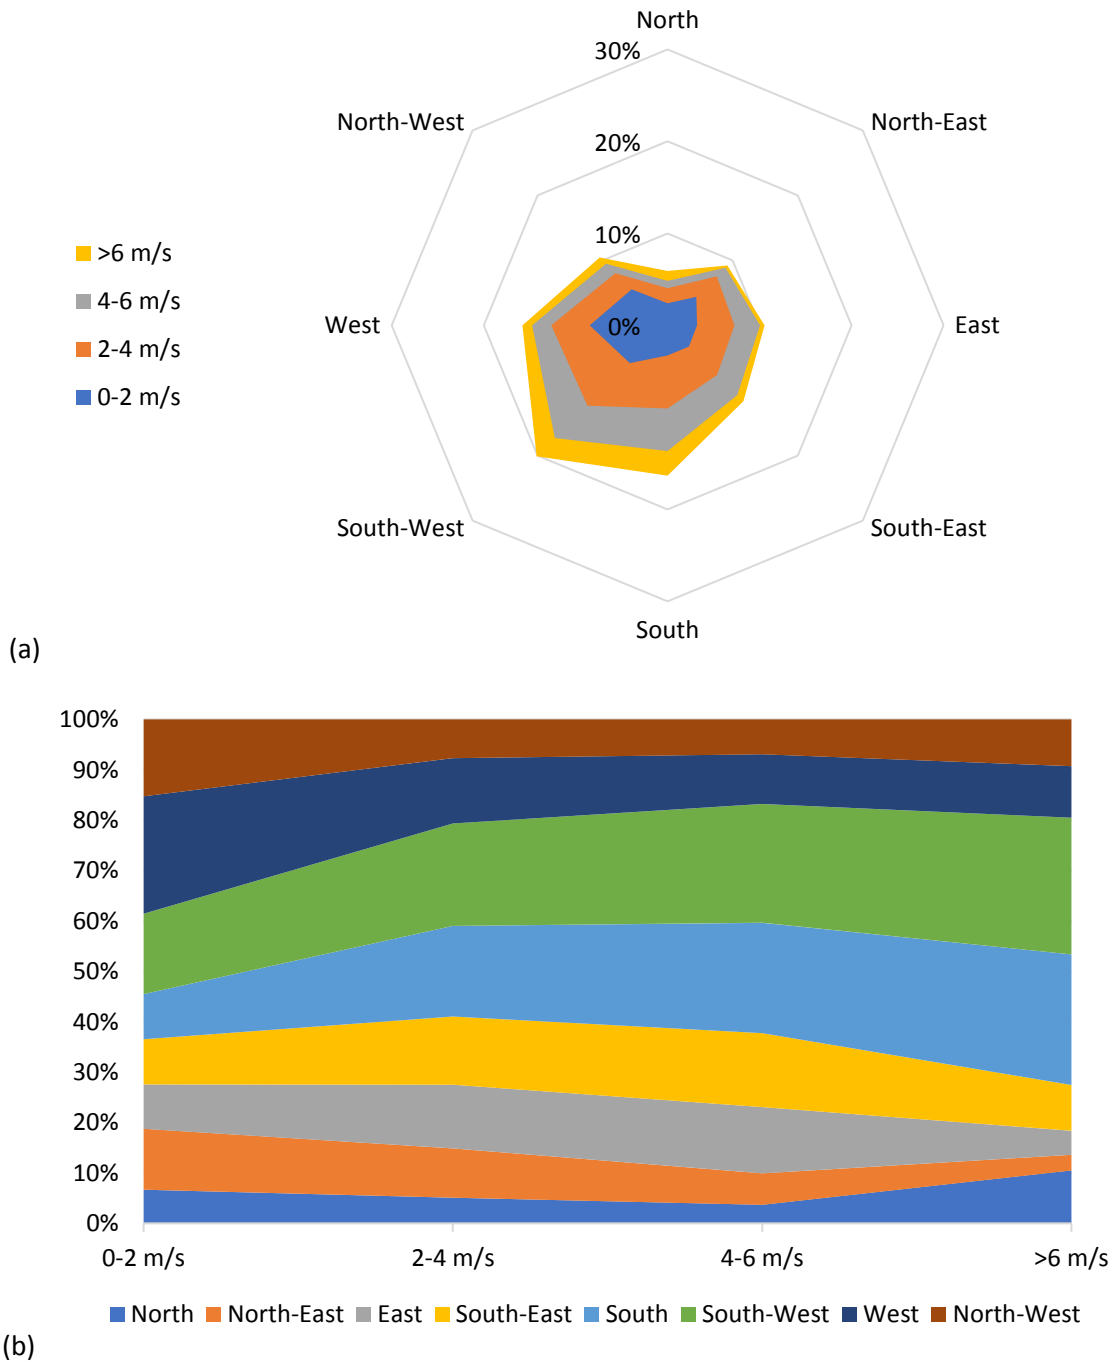 North
30%
North-West
North-East
20%
10%
>6 m/s
4-6 m/s
West
0%
East
2-4 m/s
0-2 m/s
South-West
South-East
South
(a)
100%
90%
80%
70%
60%
50%
40%
30%
20%
10%
0%
0-2 m/s 2-4 m/s 4-6 m/s >6 m/s
North North-East East South-East South South-West West North-West
(b)